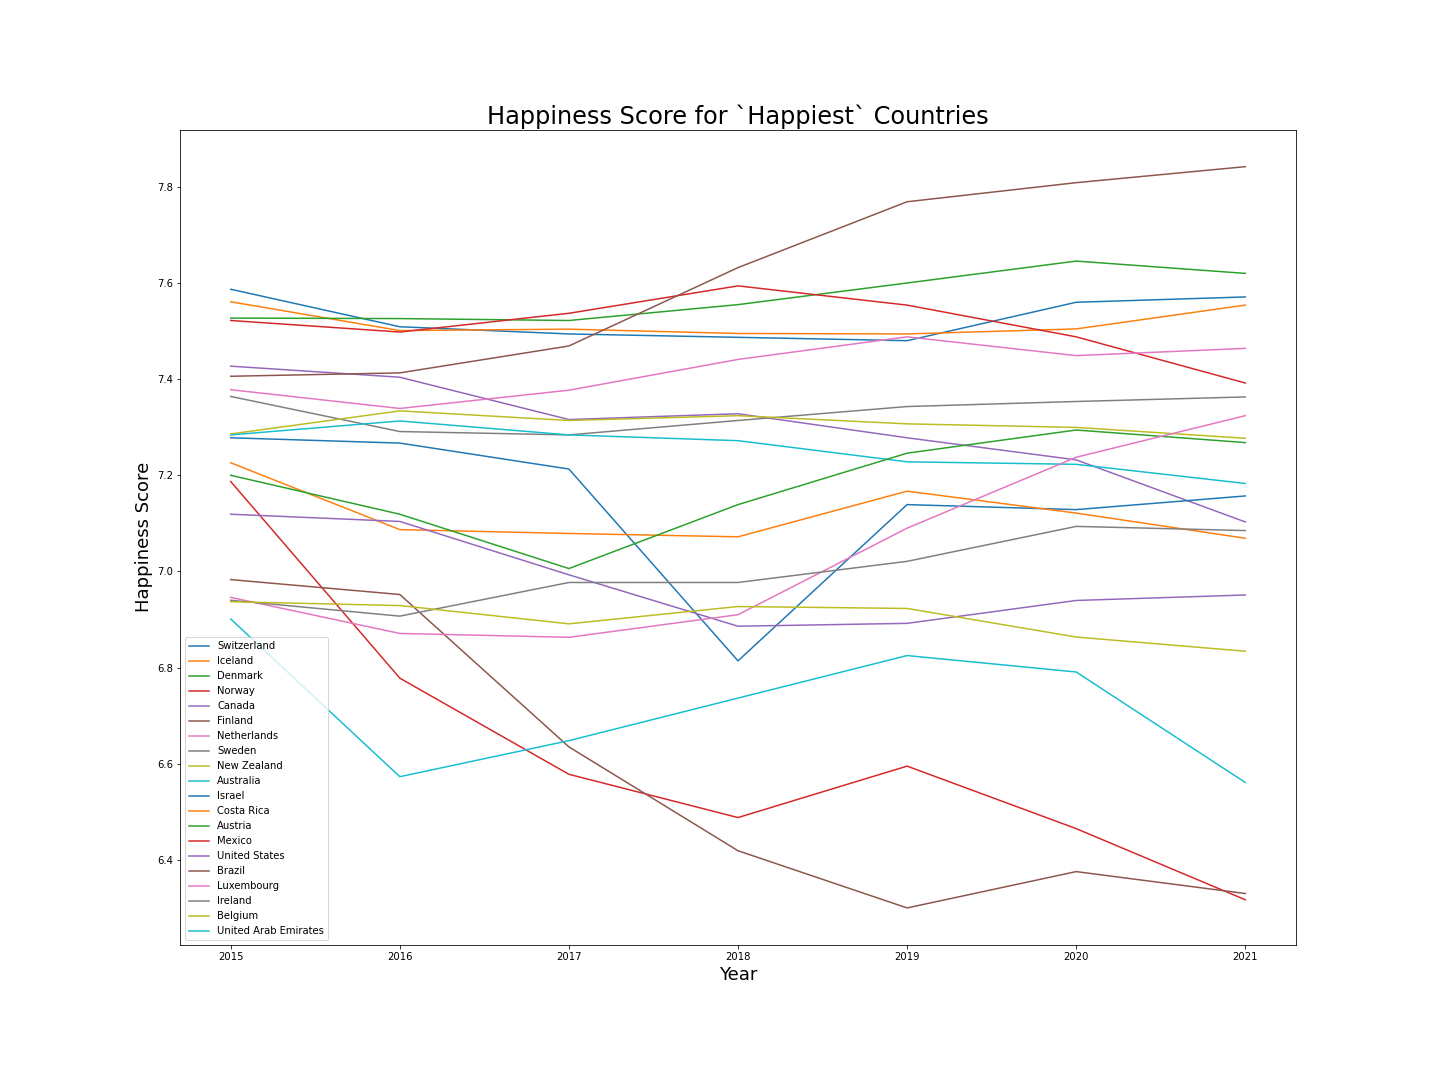 Happiness Score for `Happiest` Countries
7.8
7.6
7.4
7.2
7.0
6.8
6.6
6.4
Happiness Score
Switzerland
Iceland
Denmark
Norway
Canada
Finland
Netherlands
Sweden
New Zealand
Australia
Israel
Costa Rica
Austria
Mexico
United States
Brazil
Luxembourg
Ireland
Belgium
United Arab Emirates
2015 2016 2017 2018 2019 2020 2021
Year